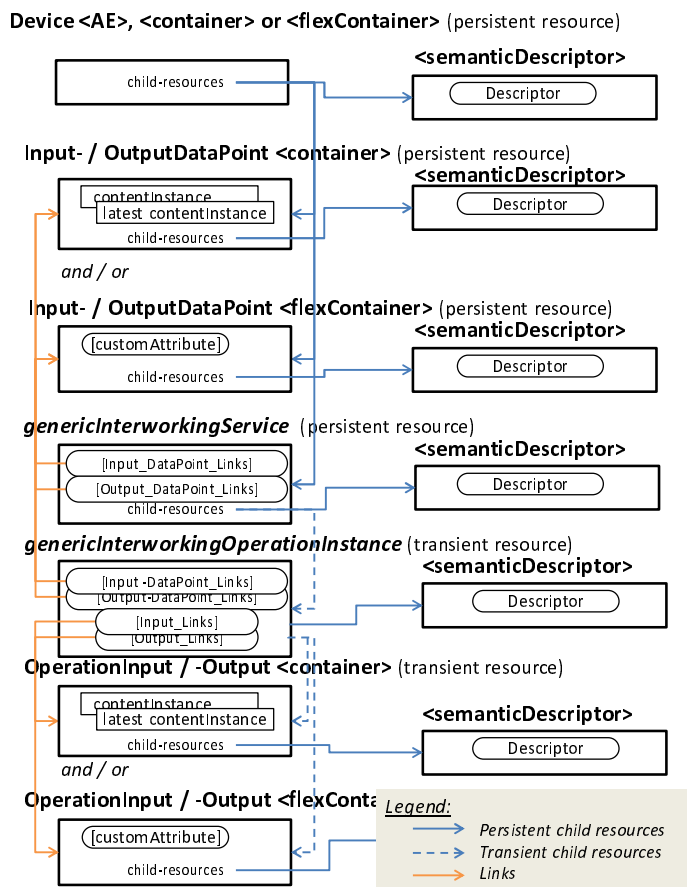 Device <AE>, <container> or <flexContainer> (persistent resource)
<semanticDescriptor>
child-resources
Descriptor
Input- / OutputDataPoint <container> (persistent resource)
<semanticDescriptor>
contentInstance
latest contentInstance
Descriptor
child-resources
and / or
Input- / OutputDataPoint <flexContainer> (persistent resource)
<semanticDescriptor>
[customAttribute]
Descriptor
child-resources
genericInterworkingService (persistent resource)
<semanticDescriptor>
[Input_DataPoint_Links]
[Output_DataPoint_Links]
Descriptor
child-resources
genericInterworkingOperationInstance (transient resource)
<semanticDescriptor>
[Input-DataPoint_Links]
[Output-DataPoint_Links]
Descriptor
[Input_Links]
[Output_Links]
OperationInput / -Output <container> (transient resource)
contentInstance
latest contentInstance
<semanticDescriptor>
child-resources
Descriptor
and / or
OperationInput / -Output <flexConta
Legend:
[customAttribute]
Persistent child resources
Transient child resources
child-resources
Links